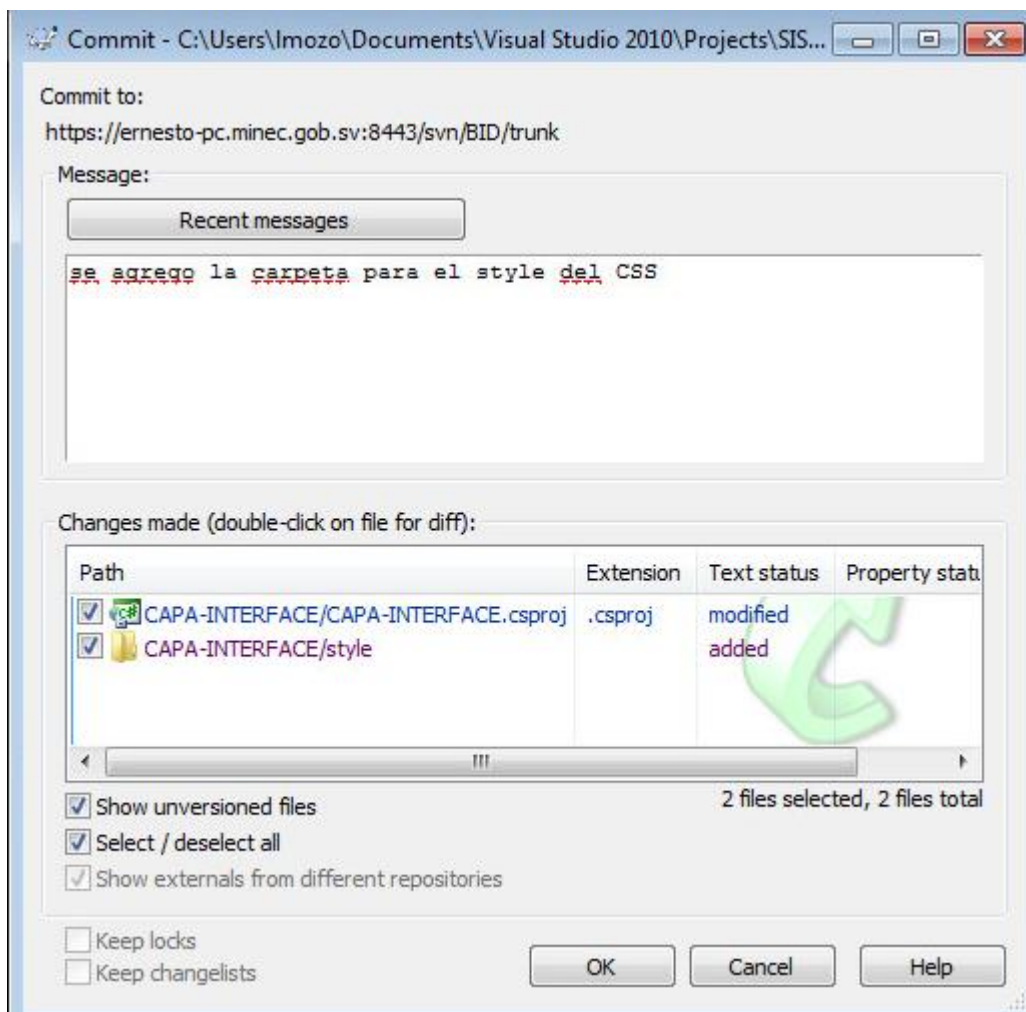 Commit - C:\Users\lmozo\Documents\Visual Studio 2010\Projects\SIS...
Commit to:
https://ernesto-pc.minec.gob.sv:8443/svn/BID/trunk
Message:
Recent messages
se agrego la carpeta para el style del CSS
Changes made (double-click on file for diff):
Path Extension Text status Property statu
CAPA-INTERFACE/CAPA-INTERFACE.csproj .csproj modified
CAPA-INTERFACE/style added
2 files selected, 2 files total
Show unversioned files
Select / deselect all
Show externals from different repositories
Keep locks
Keep changelists
OK Cancel Help